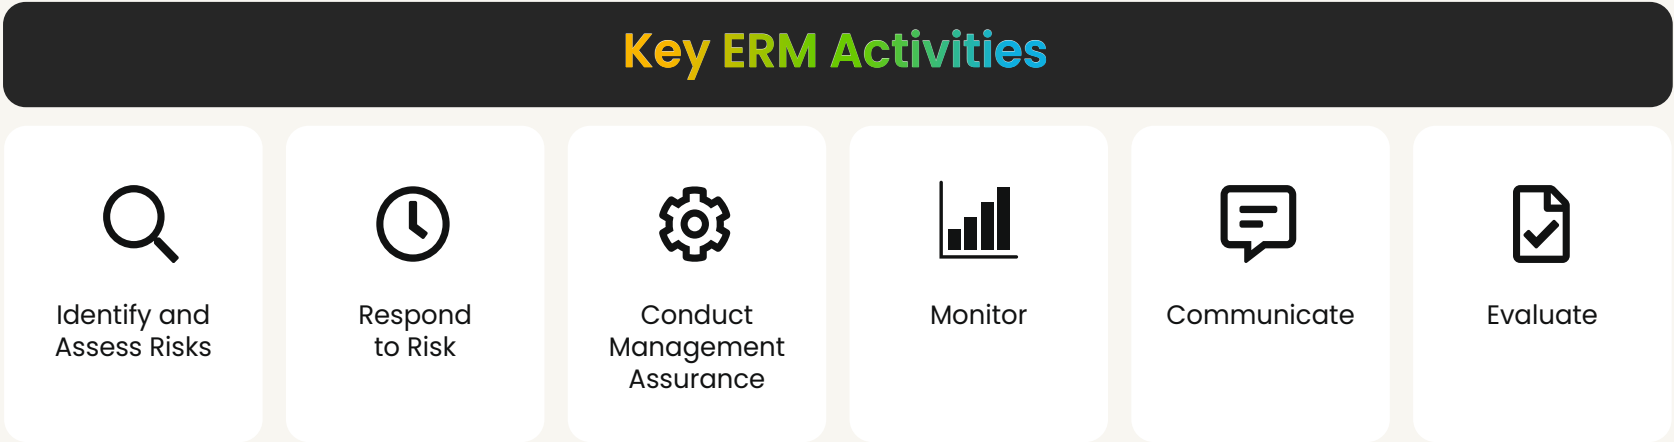 Key ERM Activities
Identify and
Assess Risks
Respond
to Risk
Conduct
Management
Assurance
Monitor
Communicate
Evaluate